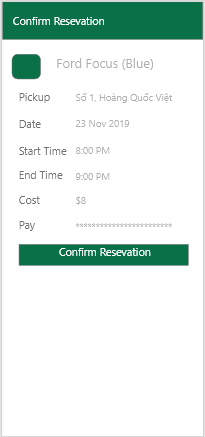 Confirm Resevation
Ford Focus (Blue)
Pickup Số 1, Hoàng Quốc Việt
Date 23 Nov 2019
Start Time 8:00 PM
End Time 9:00 PM
Cost $8
Pay ************************
Confirm Resevation